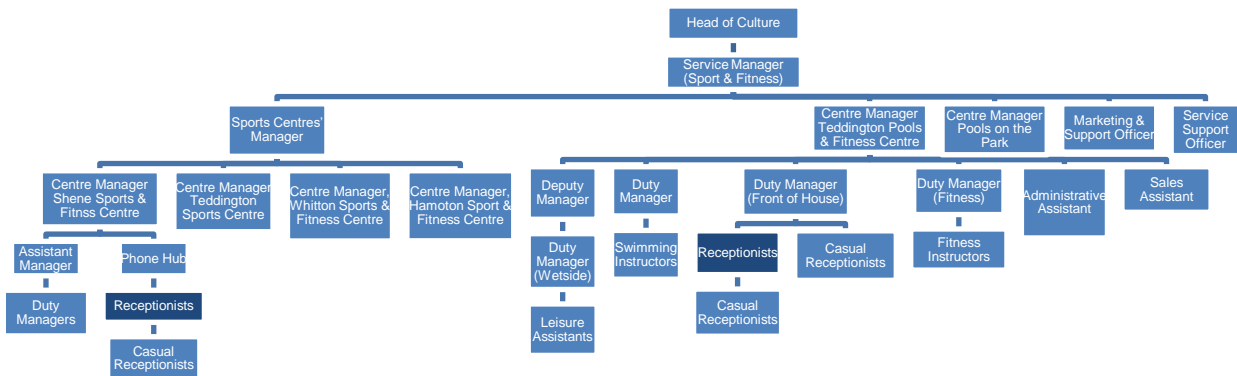 Head of Culture
Service Manager
(Sport & Fitness)
Sports Centres'
Manager
Centre Manager
Teddington Pools
& Fitness Centre
Centre Manager
Pools on the
Park
Marketing &
Support Officer
Service
Support
Officer
Centre Manager
Shene Sports &
Fitnss Centre
Centre Manager
Teddington
Sports Centre
Centre Manager,
Whitton Sports &
Fitness Centre
Centre Manager,
Hamoton Sport &
Fitness Centre
Deputy
Manager
Duty
Manager
Duty Manager
(Front of House)
Duty Manager
(Fitness)
Administrative
Assistant
Sales
Assistant
Assistant
Manager
Phone Hub
Duty
Manager
(Wetside)
Swimming
Instructors
Receptionists
Casual
Receptionists
Fitness
Instructors
Duty
Managers
Receptionists
Leisure
Assistants
Casual
Receptionists
Casual
Receptionists